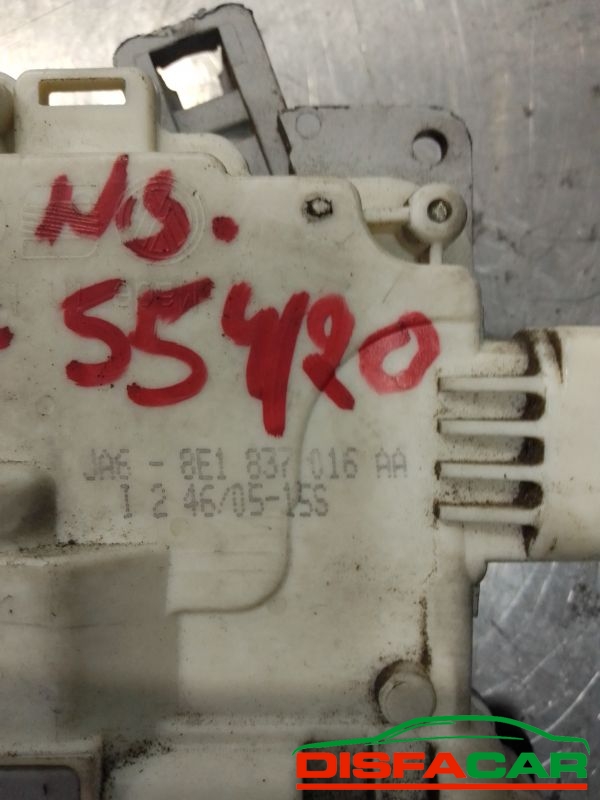 NS.
55420
JA6 - 8E1 837 016 AA
1 2 46/05-15S
DISFACAR